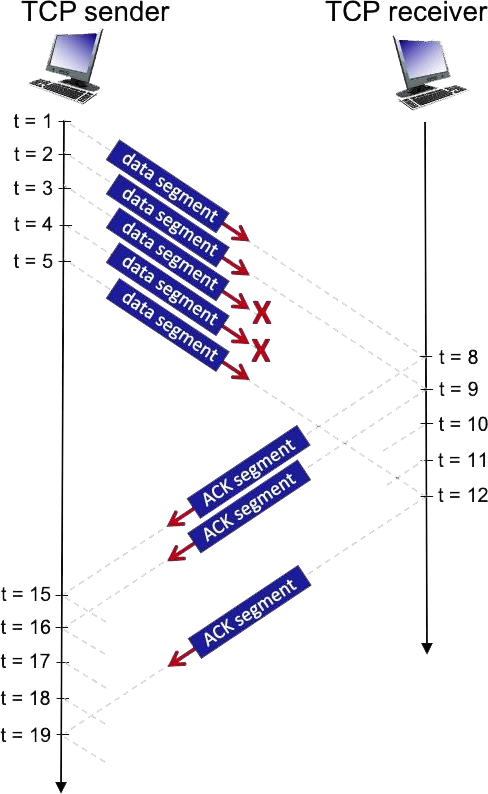 TCP sender
TCP receiver
t = 1
t = 2
t = 3
t = 4
t = 5
data segment
data segment
data segment
data segment
data segment
X
X
t = 8
t = 9
t = 10
t = 11
t = 12
ACK segment
ACK segment
ACK segment
t = 15
t = 16
t = 17
t = 18
t = 19